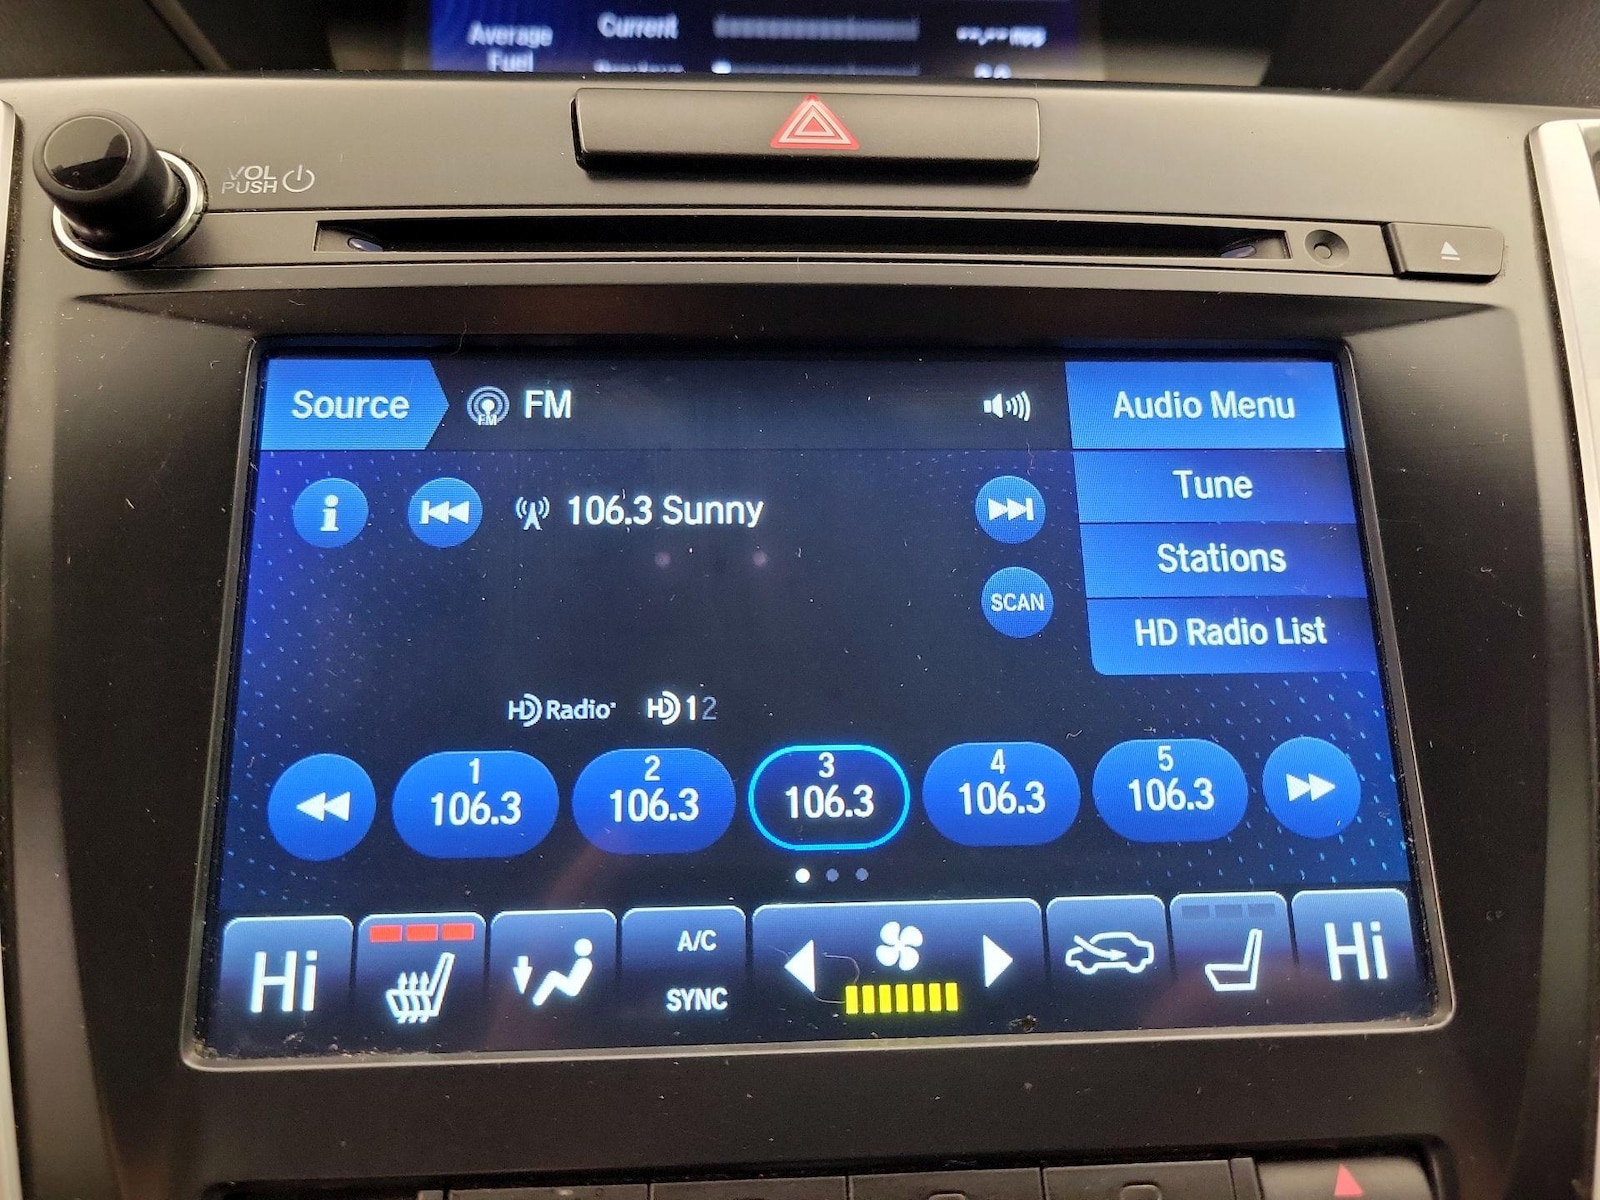 Average Current
Fuel
VOL
PUSH
Source FM Audio Menu
i 106.3 Sunny Tune
Stations
SCAN
HD Radio List
HD Radio HD 1 2
1 2 3 4 5
106.3 106.3 106.3 106.3 106.3
Hi A/C Hi
SYNC